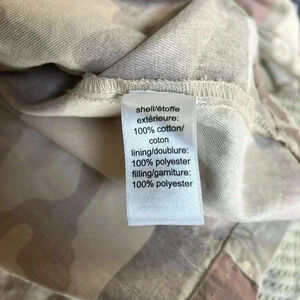 shell/étoffe
extérieure:
100% cotton/
coton
lining/doublure:
100% polyester
filling/garniture:
100% polyester